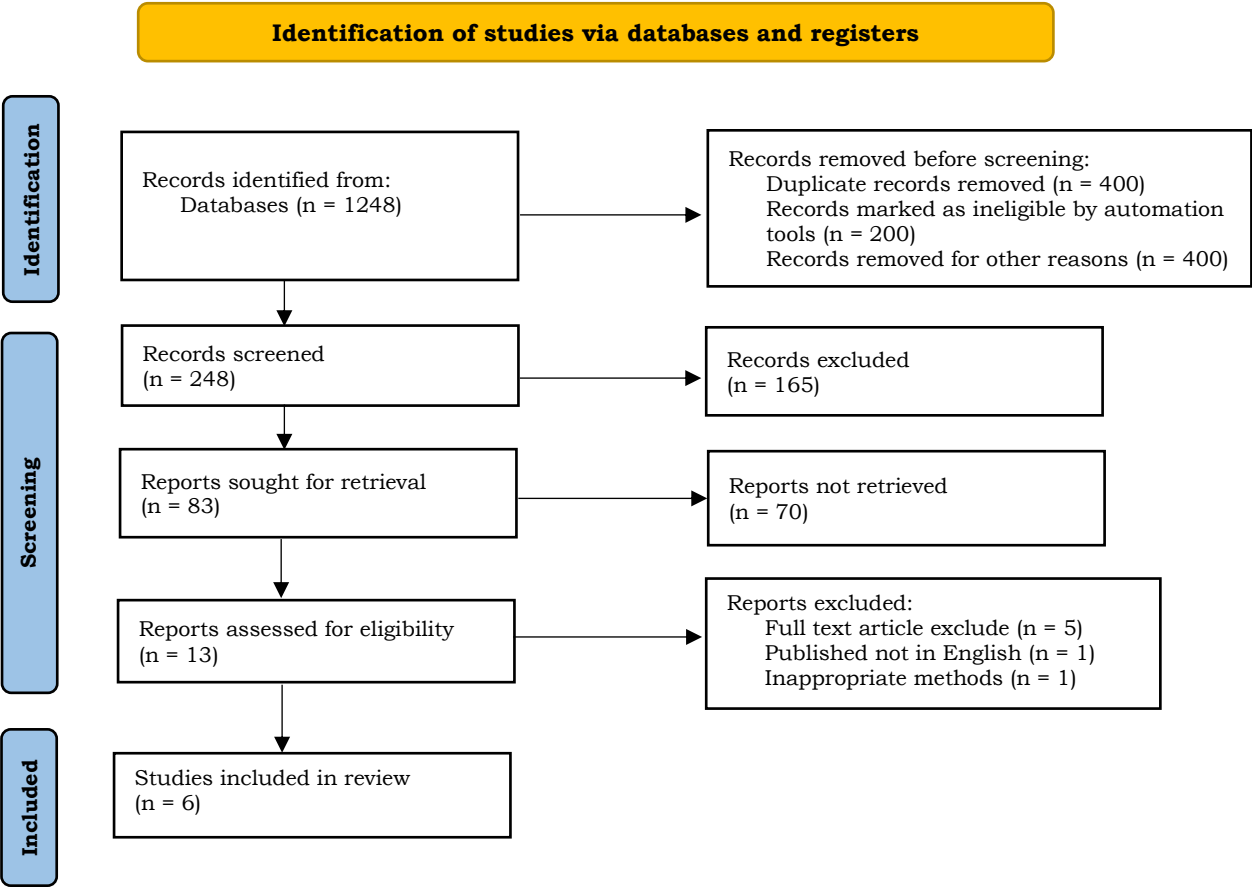 Identification of studies via databases and registers
Identification
Records identified from:
Databases (n = 1248)
Records removed before screening:
Duplicate records removed (n = 400)
Records marked as ineligible by automation
tools (n = 200)
Records removed for other reasons (n = 400)
Screening
Records screened
(n = 248)
Records excluded
(n = 165)
Reports sought for retrieval
(n = 83)
Reports not retrieved
(n = 70)
Reports assessed for eligibility
(n = 13)
Reports excluded:
Full text article exclude (n = 5)
Published not in English (n = 1)
Inappropriate methods (n = 1)
Included
Studies included in review
(n = 6)